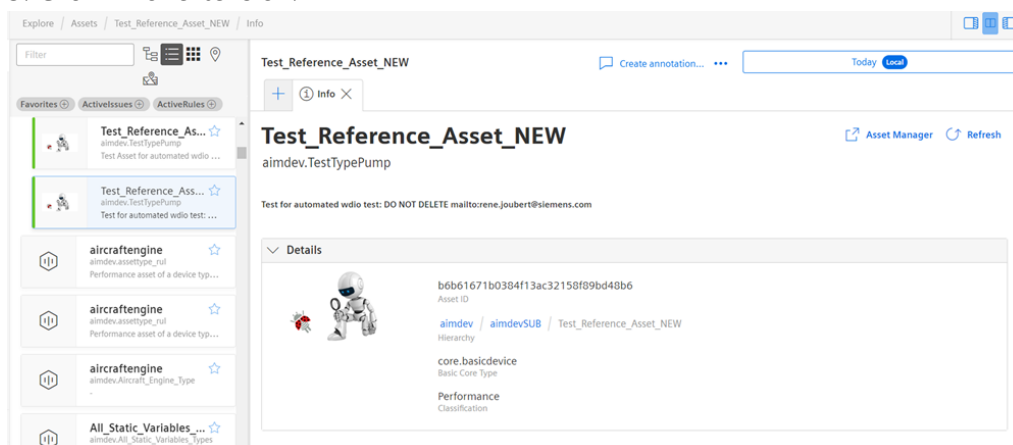 Explore / Assets / Test_Reference_Asset_NEW / Info
Filter
Favorites
ActiveIssues
ActiveRules
Test_Reference_As...
aimdev.TestTypePump
Test Asset for automated wdio ...
Test_Reference_Ass...
aimdev.TestTypePump
Test for automated wdio test: ...
aircraftengine
aimdev.assettype_rul
Performance asset of a device typ...
aircraftengine
aimdev.assettype_rul
Performance asset of a device typ...
aircraftengine
aimdev.Aircraft_Engine_Type
-
All_Static_Variables_...
aimdev.All_Static_Variables_Types
Test_Reference_Asset_NEW
Create annotation...
Today Local
Info
Test_Reference_Asset_NEW
Asset Manager
Refresh
aimdev.TestTypePump
Test for automated wdio test: DO NOT DELETE mailto:rene.joubert@siemens.com
Details
b6b61671b0384f13ac32158f89bd48b6
Asset ID
aimdev / aimdevSUB / Test_Reference_Asset_NEW
Hierarchy
core.basicdevice
Basic Core Type
Performance
Classification